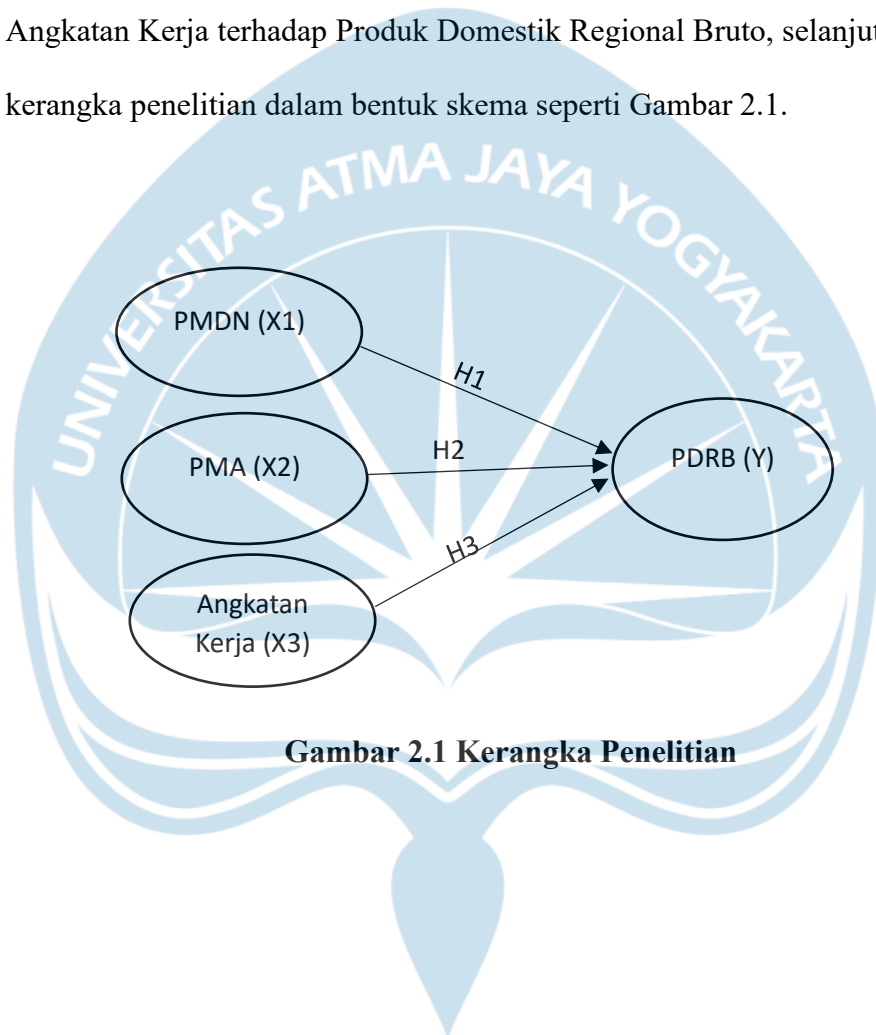 Angkatan Kerja terhadap Produk Domestik Regional Bruto, selanjut
kerangka penelitian dalam bentuk skema seperti Gambar 2.1.
UNIVERSITAS ATMA JAYA YOGYAKARTA
PMDN (X1)
H1
PMA (X2)
H2
PDRB (Y)
H3
Angkatan
Kerja (X3)
Gambar 2.1 Kerangka Penelitian